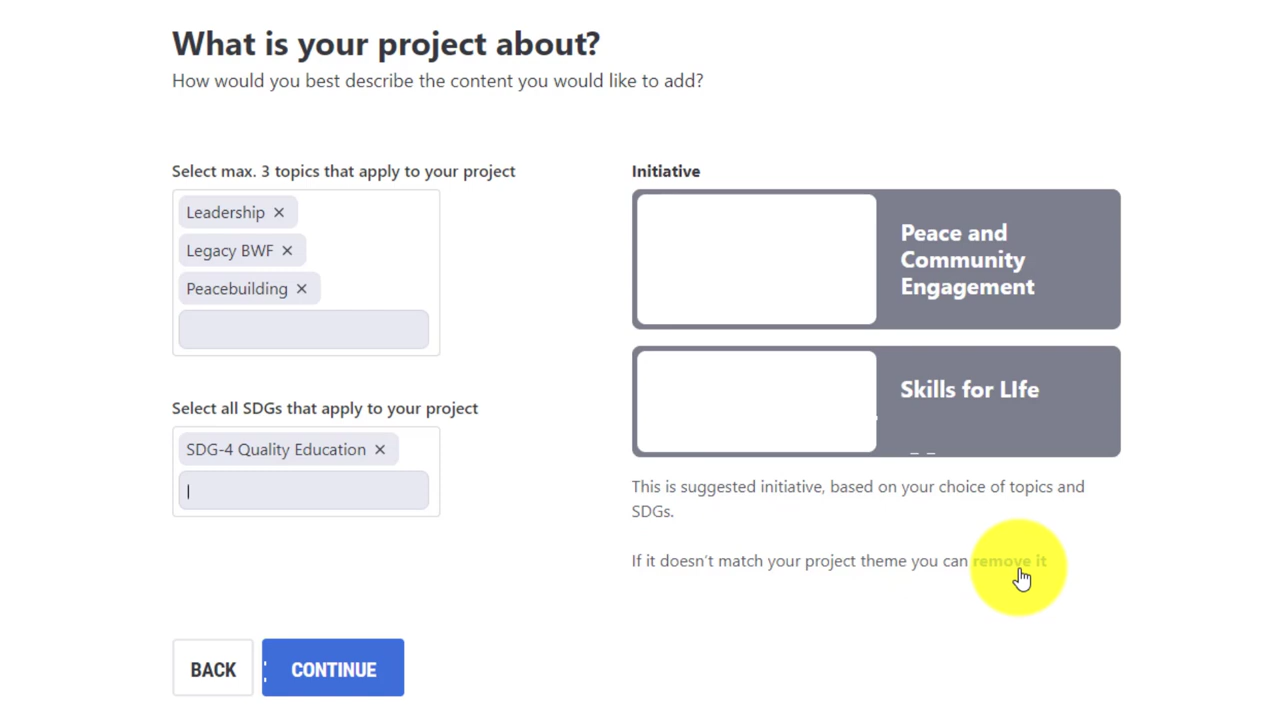 What is your project about?
How would you best describe the content you would like to add?
Select max. 3 topics that apply to your project
Leadership ×
Legacy BWF ×
Peacebuilding ×
Select all SDGs that apply to your project
SDG-4 Quality Education ×
Initiative
Peace and
Community
Engagement
Skills for LIfe
This is suggested initiative, based on your choice of topics and
SDGs.
If it doesn't match your project theme you can remove it
BACK
CONTINUE